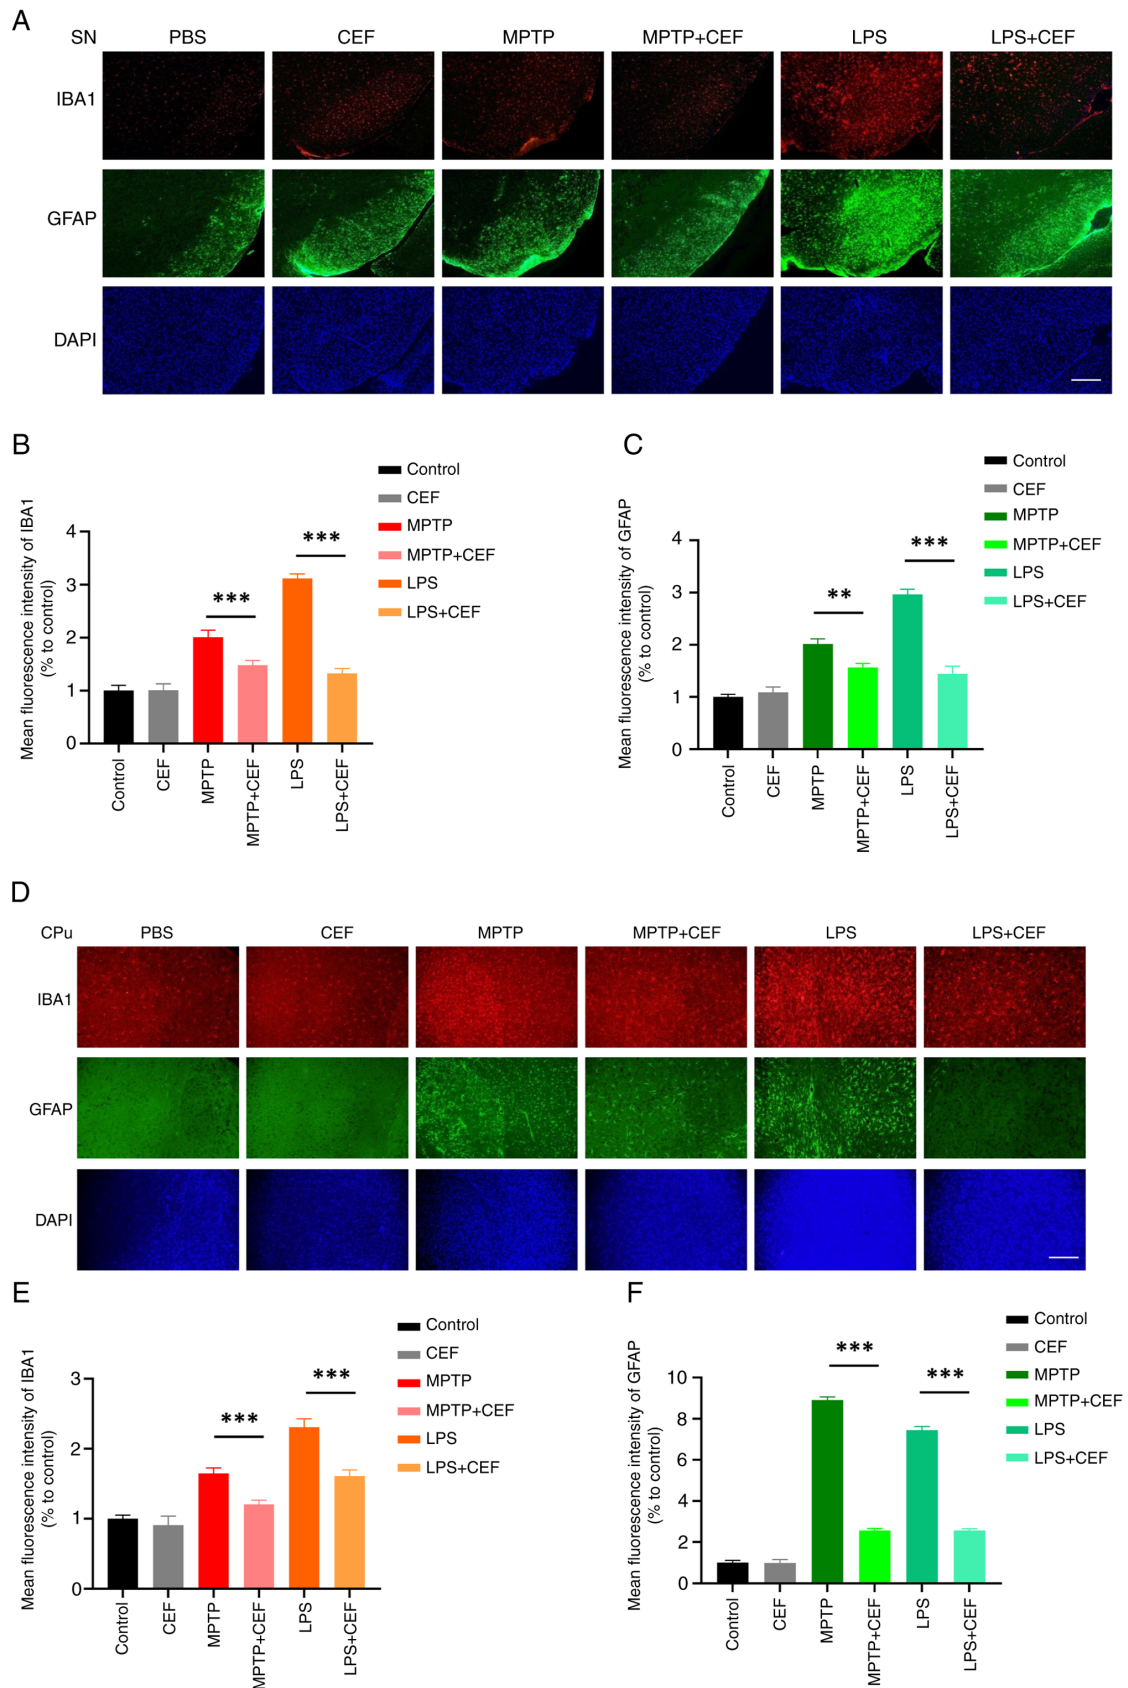 A
SN PBS CEF MPTP MPTP+CEF LPS LPS+CEF
IBA1
GFAP
DAPI
B
Control
CEF
MPTP
MPTP+CEF
LPS
LPS+CEF
Mean fluorescence intensity of IBA1
(% to control)
4
3
2
1
0
***
***
Control CEF MPTP MPTP+CEF LPS LPS+CEF
C
Control
CEF
MPTP
MPTP+CEF
LPS
LPS+CEF
Mean fluorescence intensity of GFAP
(% to control)
4
3
2
1
0
**
***
Control CEF MPTP MPTP+CEF LPS LPS+CEF
D
CPu PBS CEF MPTP MPTP+CEF LPS LPS+CEF
IBA1
GFAP
DAPI
E
Control
CEF
MPTP
MPTP+CEF
LPS
LPS+CEF
Mean fluorescence intensity of IBA1
(% to control)
3
2
1
0
***
***
Control CEF MPTP MPTP+CEF LPS LPS+CEF
F
Control
CEF
MPTP
MPTP+CEF
LPS
LPS+CEF
Mean fluorescence intensity of GFAP
(% to control)
10
8
6
4
2
0
***
***
Control CEF MPTP MPTP+CEF LPS LPS+CEF